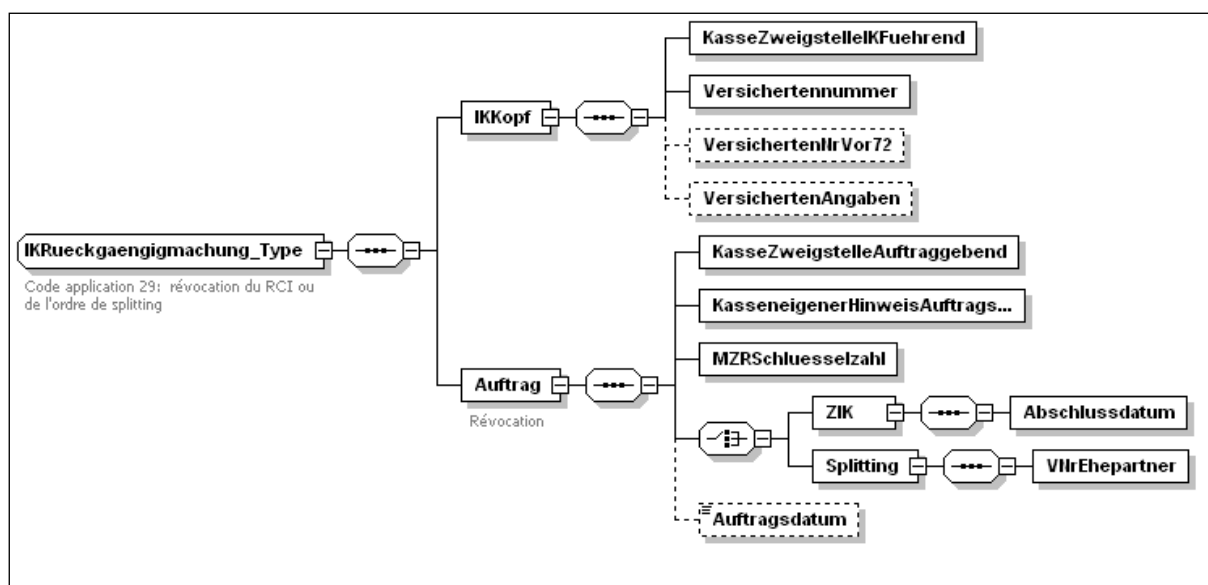 KasseZweigstelleIKFuehrend
Versichertennummer
IKKopf
VersichertenNrVor72
VersichertenAngaben
IKRueckgaengigmachung_Type
Code application 29: révocation du RCI ou
de l'ordre de splitting
KasseZweigstelleAuftraggebend
KasseneigenerHinweisAuftrags...
MZRSchluesselzahl
Auftrag
Révocation
ZIK
Abschlussdatum
Splitting
VNrEhepartner
Auftragsdatum